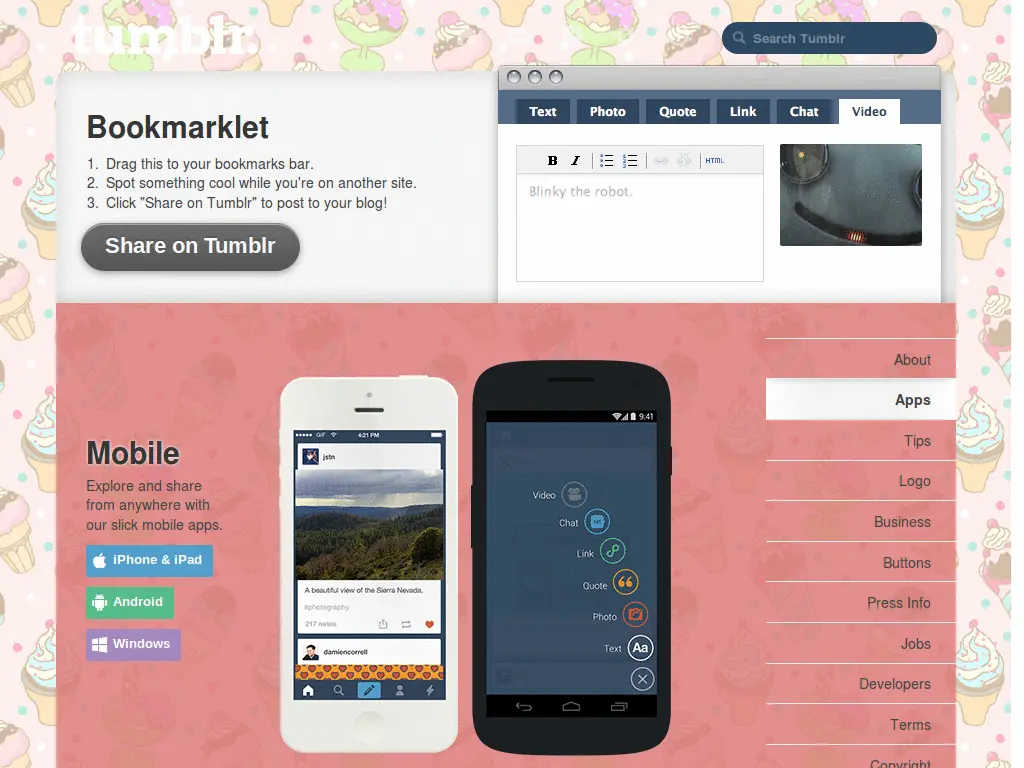 tumblr.
Search Tumblr
Bookmarklet
1. Drag this to your bookmarks bar.
2. Spot something cool while you're on another site.
3. Click "Share on Tumblr" to post to your blog!
Share on Tumblr
Text Photo Quote Link Chat Video
B I HTML
Blinky the robot.
Mobile
Explore and share
from anywhere with
our slick mobile apps.
iPhone & iPad
Android
Windows
GIF 4:21 PM
jstn
A beautiful view of the Sierra Nevada.
#photography
217 notes
damiencorrell
9:41
Video
Chat
Link
Quote
Photo
Text Aa
About
Apps
Tips
Logo
Business
Buttons
Press Info
Jobs
Developers
Terms
Copyright